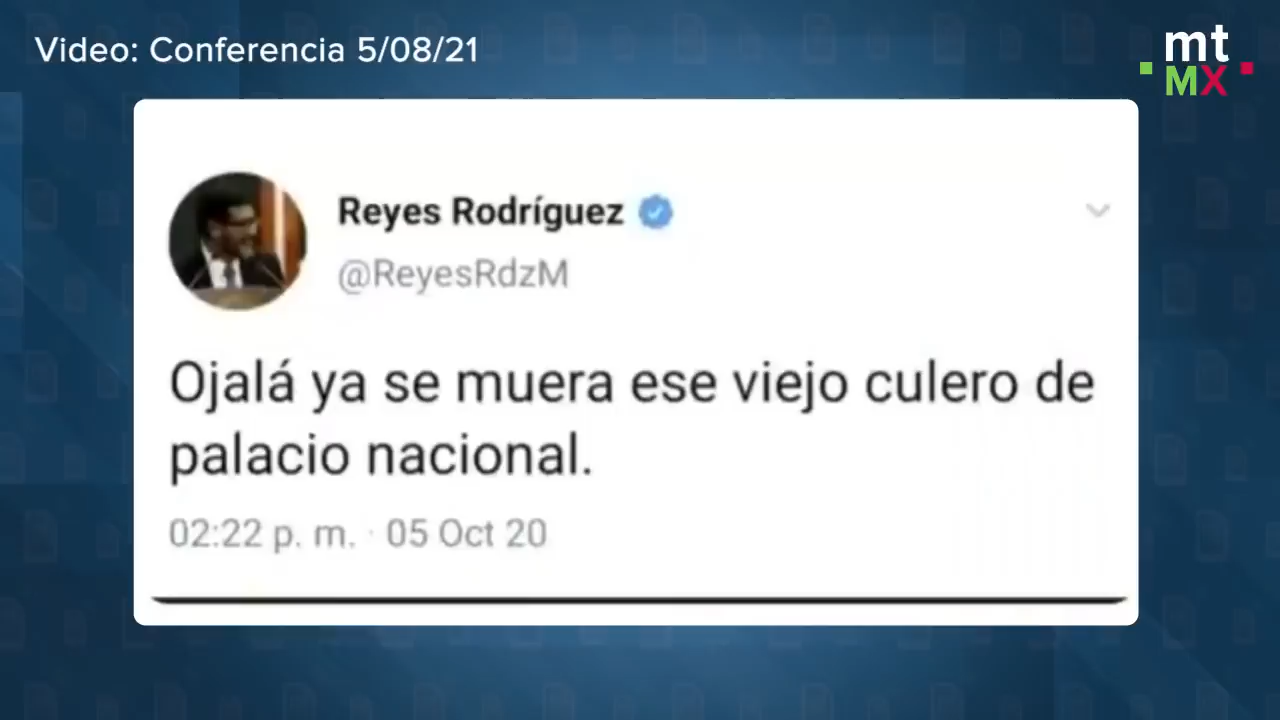 Video: Conferencia 5/08/21
mt
MX
Reyes Rodríguez
@ReyesRdzM
Ojalá ya se muera ese viejo culero de
palacio nacional.
02:22 p. m. · 05 Oct 20